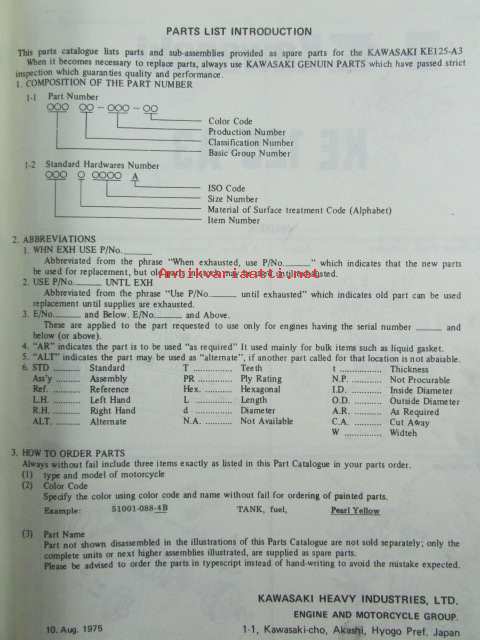 PARTS LIST INTRODUCTION
This parts catalogue lists parts and sub-assemblies provided as spare parts for the KAWASAKI KE125-A3
When it becomes necessary to replace parts, always use KAWASAKI GENUIN PARTS which have passed strict
inspection which guaranties quality and performance.
1. COMPOSITION OF THE PART NUMBER
1-1 Part Number
OOO OO-OOO-OO
Color Code
Production Number
Classification Number
Basic Group Number
1-2 Standard Hardwares Number
OOO O OOOO A
ISO Code
Size Number
Material of Surface treatment Code (Alphabet)
Item Number
2. ABBREVIATIONS
1. WHN EXH USE P/No.______
Abbreviated from the phrase "When exhausted, use P/No.______" which indicates that the new parts
be used for replacement, but old may until exhausted.
Antikvariaatti.net
2. USE P/No.______ UNTL EXH
Abbreviated from the phrase "Use P/No.______ until exhausted" which indicates old part can be used
replacement until supplies are exhausted.
3. E/No.______ and Below. E/No.______ and Above.
These are applied to the part requested to use only for engines having the serial number ______ and
below (or above).
4. "AR" indicates the part is to be used "as required" It used mainly for bulk items such as liquid gasket.
5. "ALT" indicates the part may be used as "alternate", if another part called for that location is not abaiable.
6. STD .......... Standard T .......... Teeth t .......... Thickness
Ass'y .......... Assembly PR .......... Ply Rating N.P. .......... Not Procurable
Ref. .......... Reference Hex. .......... Hexagonal I.D. .......... Inside Diameter
L.H. .......... Left Hand L .......... Length O.D. .......... Outside Diameter
R.H. .......... Right Hand d .......... Diameter A.R. .......... As Required
ALT. .......... Alternate N.A. .......... Not Available C.A. .......... Cut Away
W .......... Widteh
3. HOW TO ORDER PARTS
Always without fail include three items exactly as listed in this Part Catalogue in your parts order.
(1) type and model of motorcycle
(2) Color Code
Specify the color using color code and name without fail for ordering of painted parts.
Example: 51001-088-4B TANK, fuel, Pearl Yellow
(3) Part Name
Part not shown disassembled in the illustrations of this Parts Catalogue are not sold separately; only the
complete units or next higher assemblies illustrated, are supplied as spare parts.
Please be advised to order the parts in typescript instead of hand-writing to avoid the mistake expected.
KAWASAKI HEAVY INDUSTRIES, LTD.
ENGINE AND MOTORCYCLE GROUP.
10. Aug. 1975 1-1, Kawasaki-cho, Akashi, Hyogo Pref. Japan